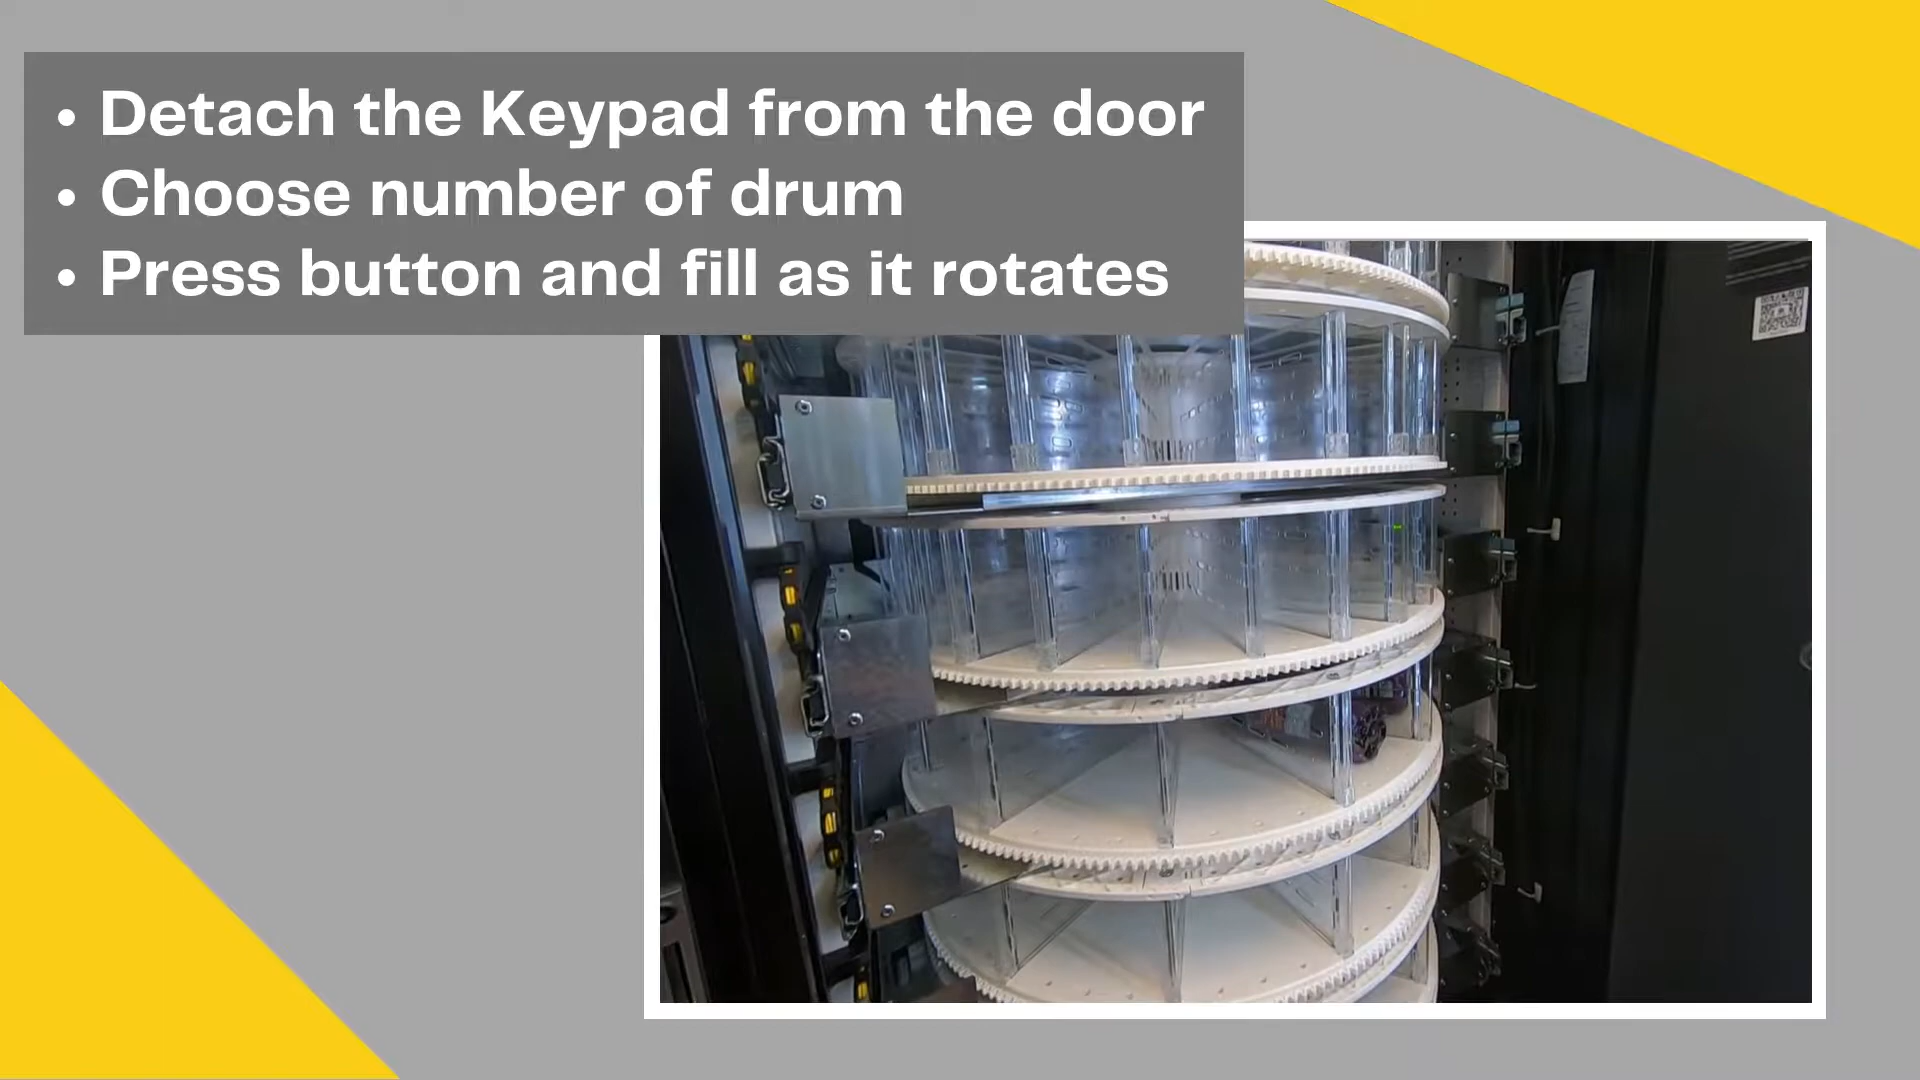 • Detach the Keypad from the door
• Choose number of drum
• Press button and fill as it rotates